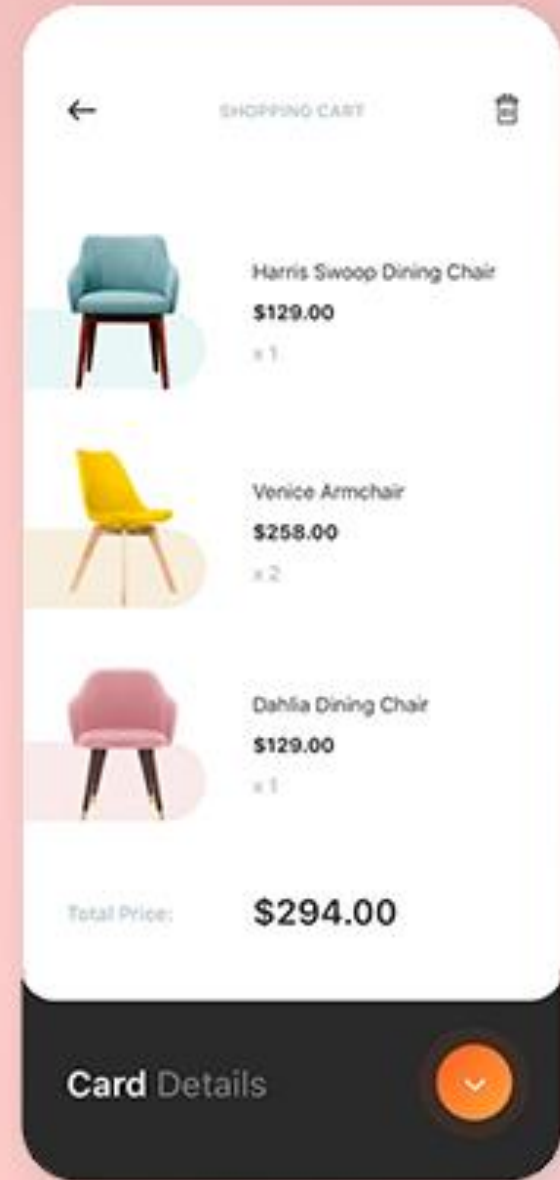 SHOPPING CART
Harris Swoop Dining Chair
$129.00
x 1
Venice Armchair
$258.00
x 2
Dahlia Dining Chair
$129.00
x 1
Total Price:
$294.00
Card Details